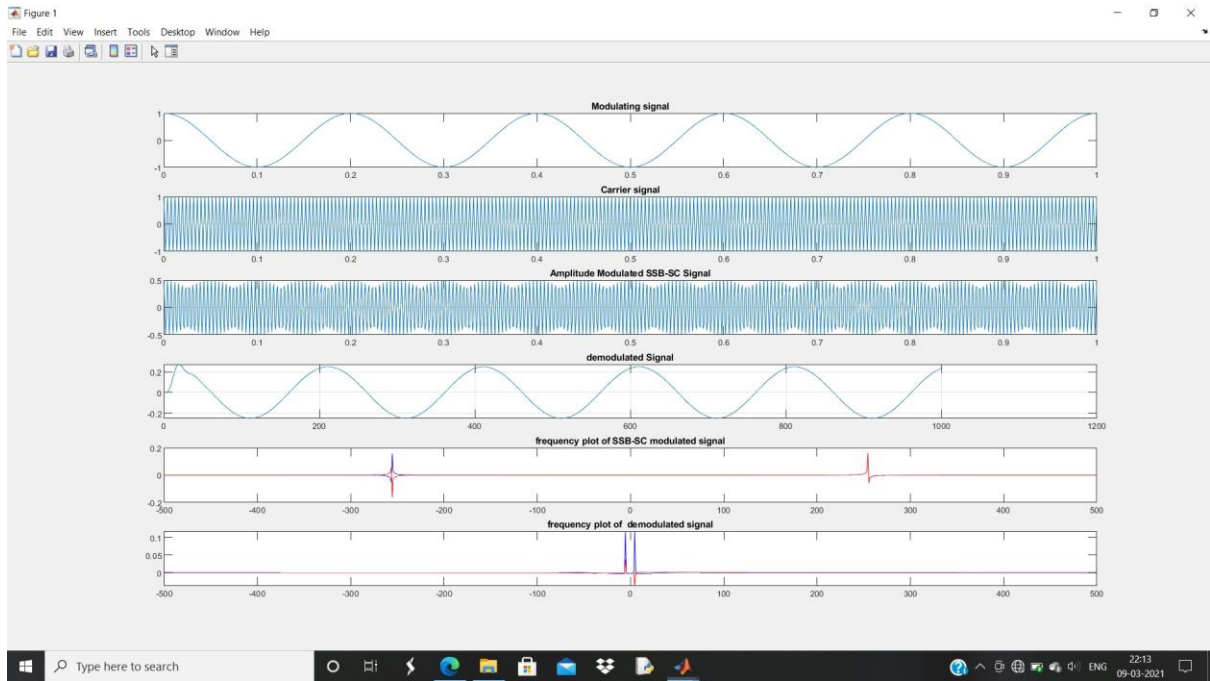 Figure 1
File Edit View Insert Tools Desktop Window Help
Modulating signal
1
0
-1
0 0.1 0.2 0.3 0.4 0.5 0.6 0.7 0.8 0.9 1
Carrier signal
1
0
-1
0 0.1 0.2 0.3 0.4 0.5 0.6 0.7 0.8 0.9 1
Amplitude Modulated SSB-SC Signal
0.5
0
-0.5
0 0.1 0.2 0.3 0.4 0.5 0.6 0.7 0.8 0.9 1
demodulated Signal
0.2
0
-0.2
0 200 400 600 800 1000 1200
frequency plot of SSB-SC modulated signal
0.2
0
-0.2
-500 -400 -300 -200 -100 0 100 200 300 400 500
frequency plot of demodulated signal
0.1
0.05
0
-500 -400 -300 -200 -100 0 100 200 300 400 500
Type here to search
ENG
22:13
09-03-2021